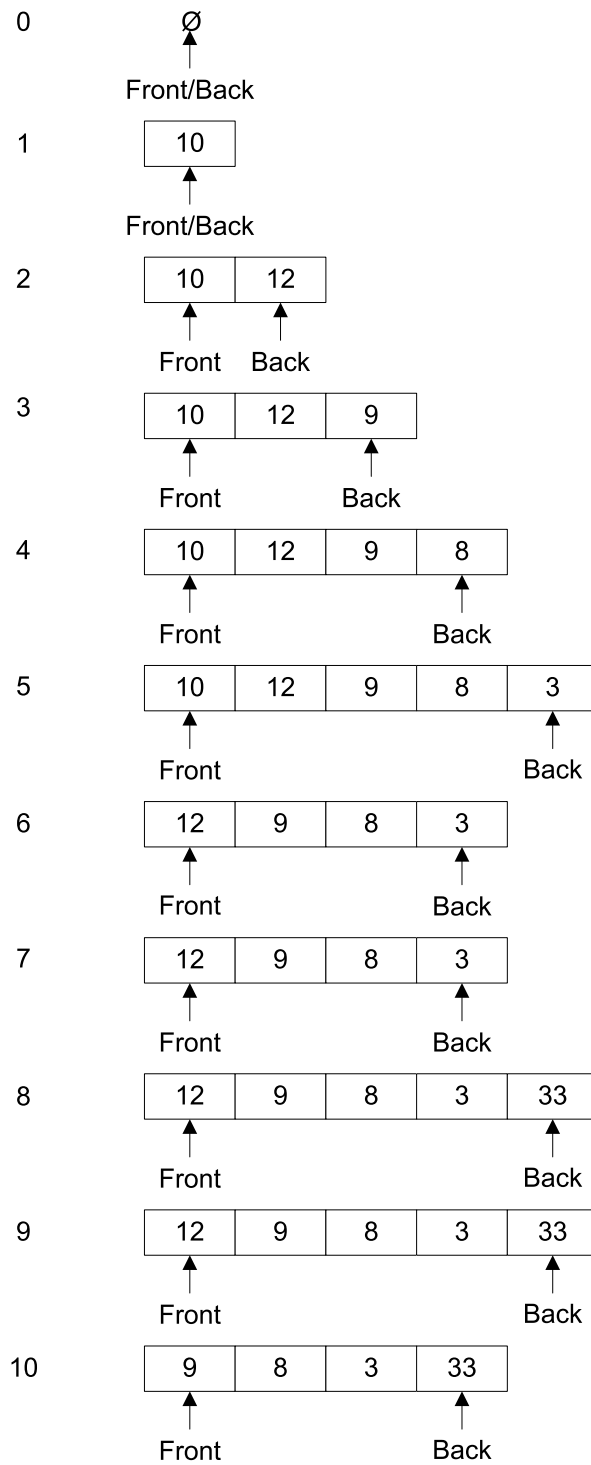 0 Ø
Front/Back
1 10
Front/Back
2 10 12
Front Back
3 10 12 9
Front Back
4 10 12 9 8
Front Back
5 10 12 9 8 3
Front Back
6 12 9 8 3
Front Back
7 12 9 8 3
Front Back
8 12 9 8 3 33
Front Back
9 12 9 8 3 33
Front Back
10 9 8 3 33
Front Back